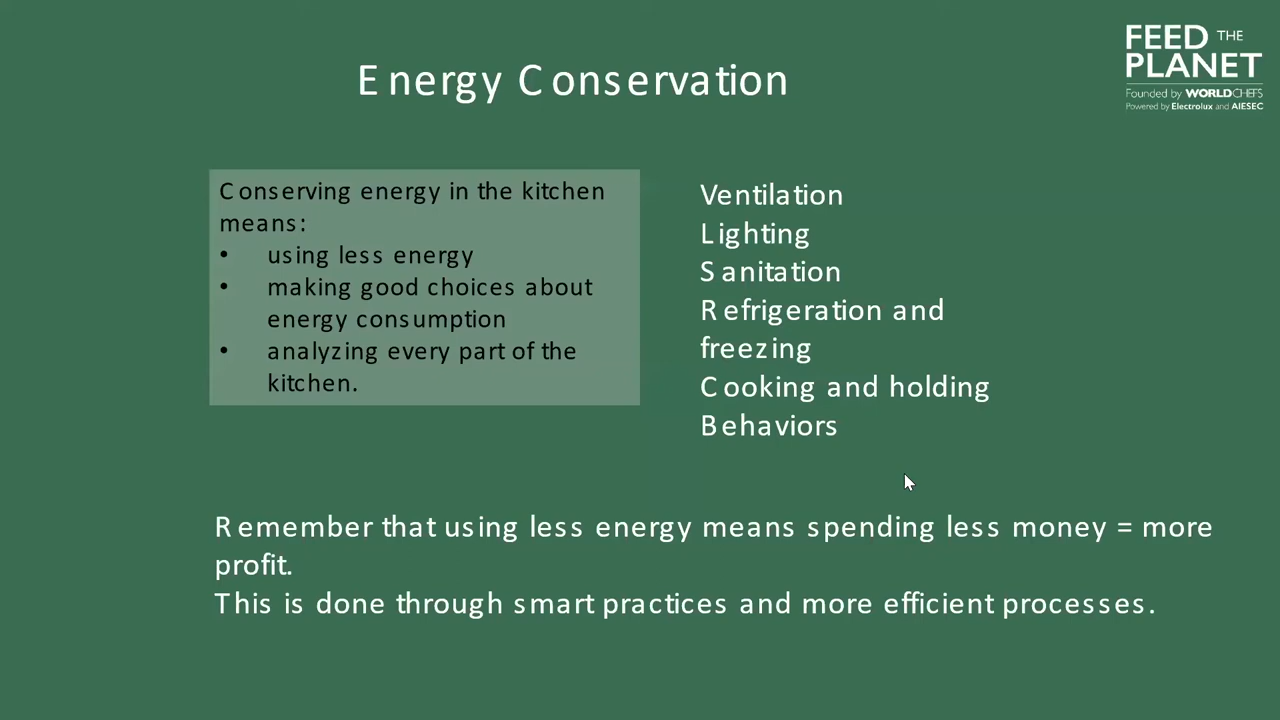 Energy Conservation
FEED THE
PLANET
Founded by WORLDCHEFS
Powered by Electrolux and AIESEC
Conserving energy in the kitchen
means:
• using less energy
• making good choices about
energy consumption
• analyzing every part of the
kitchen.
Ventilation
Lighting
Sanitation
Refrigeration and
freezing
Cooking and holding
Behaviors
Remember that using less energy means spending less money = more
profit.
This is done through smart practices and more efficient processes.